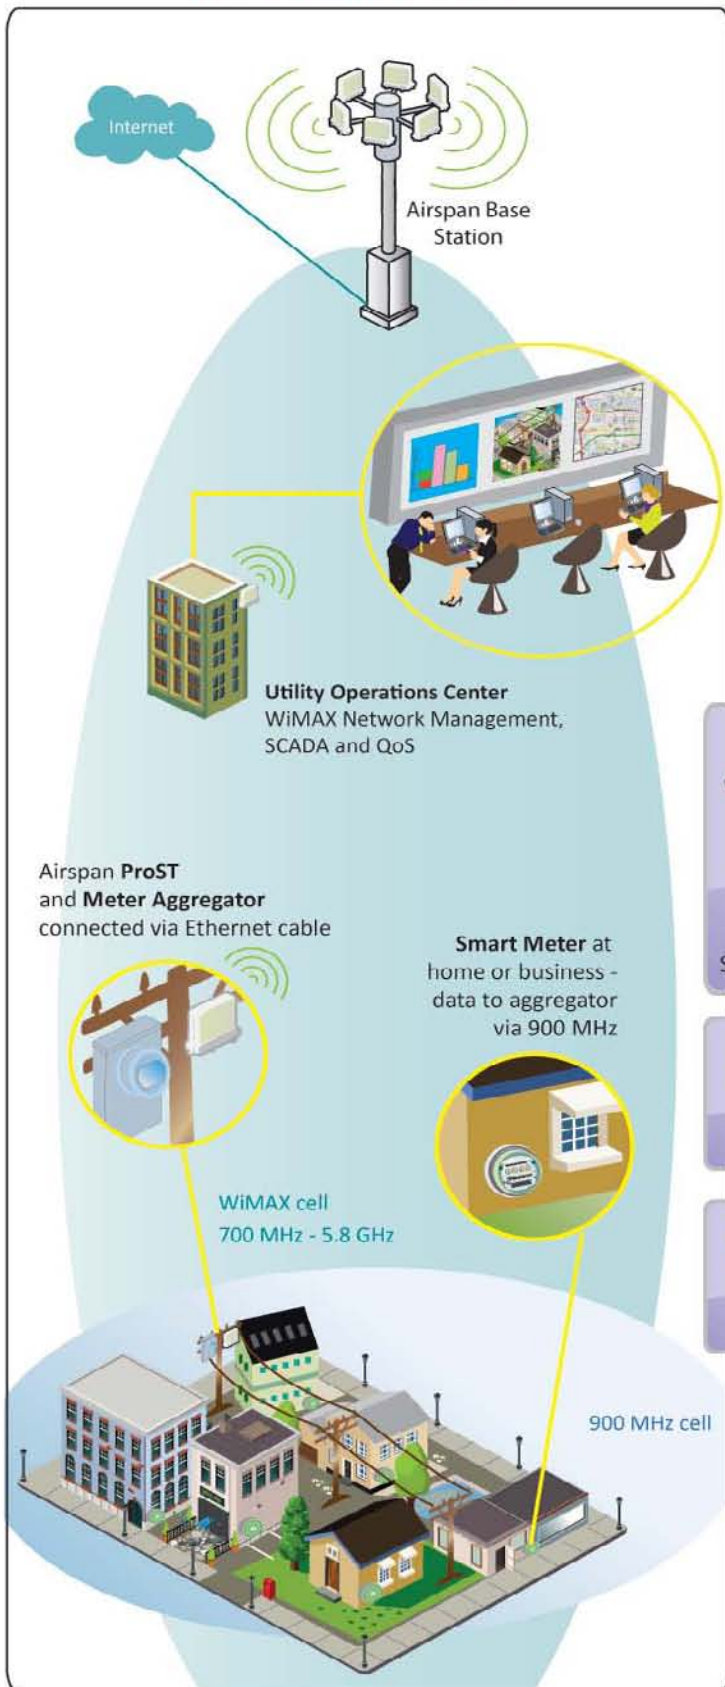 Internet
Airspan Base
Station
Utility Operations Center
WiMAX Network Management,
SCADA and QoS
Airspan ProST
and Meter Aggregator
connected via Ethernet cable
Smart Meter at
home or business -
data to aggregator
via 900 MHz
WiMAX cell
700 MHz - 5.8 GHz
900 MHz cell